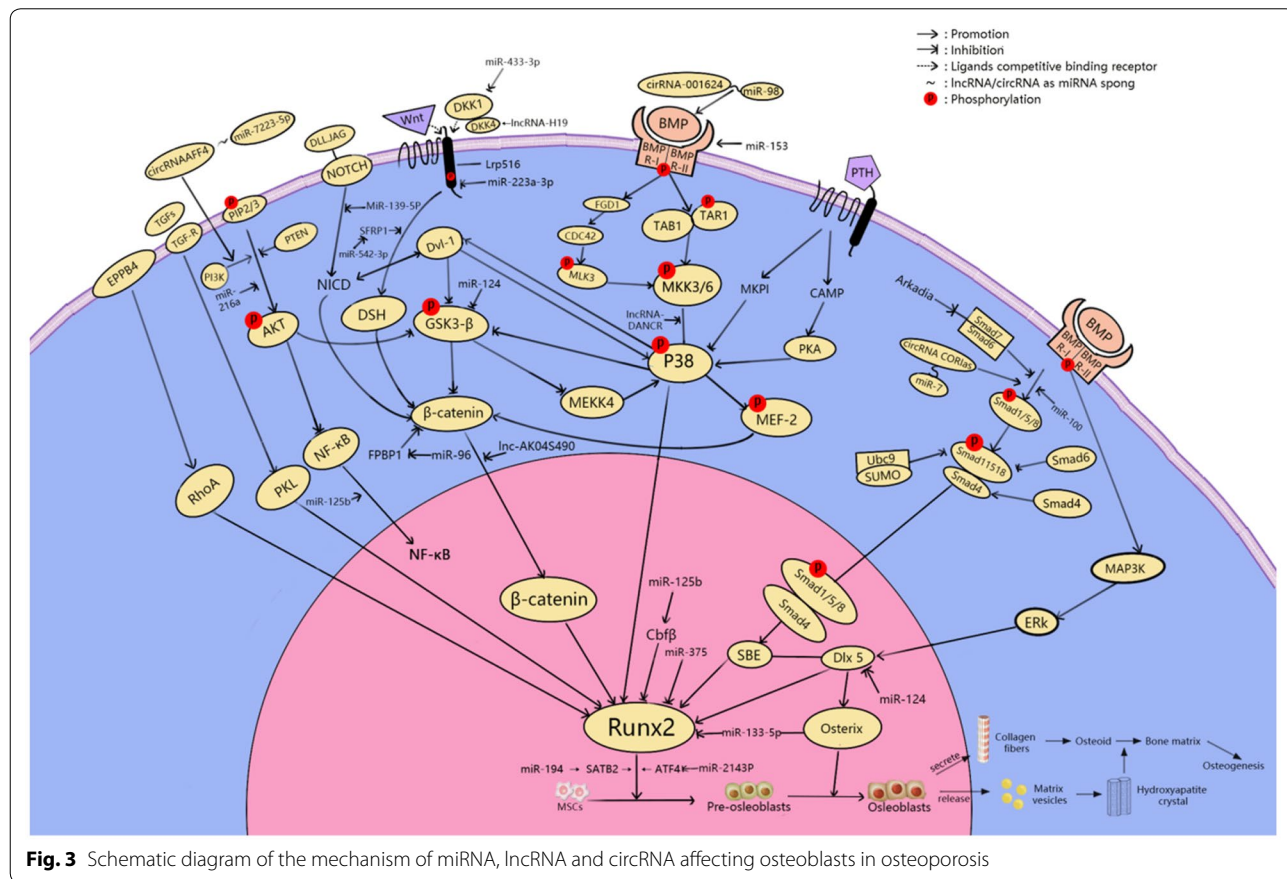 → : Promotion
: Inhibition
: Ligands competitive binding receptor
~ : lncRNA/circRNA as miRNA spong
P : Phosphorylation
miR-433-3p
Wnt
DKK1
DKK4
lncRNA-H19
cirRNA-001624
miR-98
BMP
BMP R-I
BMP R-II
P
miR-153
miR-7223-5p
circRNAAFF4
DLL.JAG
NOTCH
Lrp516
P
miR-223a-3p
PTH
P
PIP2/3
TGFs
TGF-R
PTEN
EPPB4
PI3K
miR-216a
MiR-139-5P
SFRP1
miR-542-3p
Dvl-1
FGD1
CDC42
P
MLK3
TAB1
P
TAR1
P
MKK3/6
MKPI
CAMP
PKA
NICD
miR-124
P
AKT
DSH
P
GSK3-β
lncRNA-DANCR
P
P38
MEKK4
P
MEF-2
β-catenin
FPBP1
miR-96
lnc-AK04S490
NF-κB
RhoA
PKL
miR-125b
NF-κB
Arkadia
Smad7
Smad6
circRNA CORlas
miR-7
BMP
BMP R-I
BMP R-II
P
P
Smad1/5/8
miR-100
P
Smad11518
Smad4
Smad6
Smad4
Ubc9
SUMO
MAP3K
ERk
β-catenin
miR-125b
Cbfβ
miR-375
P
Smad1/5/8
Smad4
SBE
Dlx 5
miR-124
Runx2
miR-133-5p
Osterix
miR-194 → SATB2 → ← ATF4 miR-2143P
MSCs
Pre-osleoblasts
Osleoblasts
secrete
release
Collagen fibers
Osteoid
Bone matrix
Osteogenesis
Matrix vesicles
Hydroxyapatite crystal
Fig. 3 Schematic diagram of the mechanism of miRNA, lncRNA and circRNA affecting osteoblasts in osteoporosis